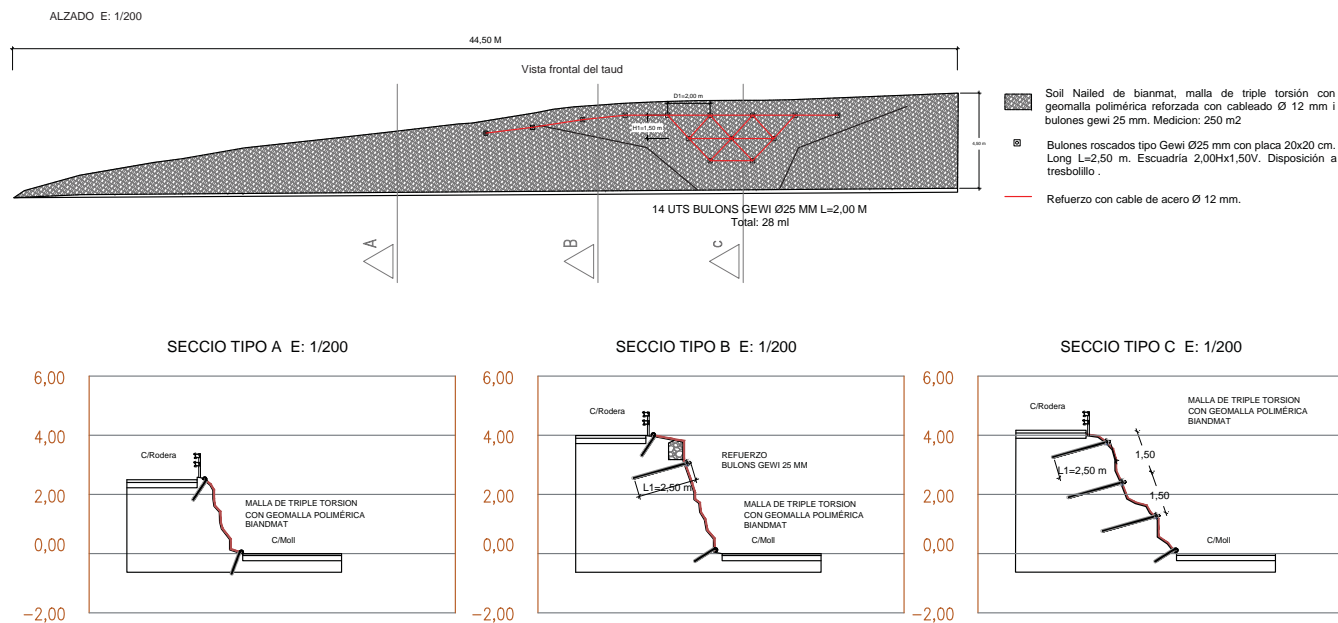 ALZADO E: 1/200
44,50 M
Vista frontal del taud
D1=2,00 m
H1=1,50 m
14 UTS BULONS GEWI Ø25 MM L=2,00 M
Total: 28 ml
A
B
c
Soil Nailed de bianmat, malla de triple torsión con
geomalla polimérica reforzada con cableado Ø 12 mm i
bulones gewi 25 mm. Medicion: 250 m2
Bulones roscados tipo Gewi Ø25 mm con placa 20x20 cm.
Long L=2,50 m. Escuadría 2,00Hx1,50V. Disposición a
tresbolillo .
Refuerzo con cable de acero Ø 12 mm.
SECCIO TIPO A E: 1/200
6,00
4,00
2,00
0,00
−2,00
C/Rodera
MALLA DE TRIPLE TORSION
CON GEOMALLA POLIMÉRICA
BIANDMAT
C/Moll
SECCIO TIPO B E: 1/200
6,00
4,00
2,00
0,00
−2,00
C/Rodera
REFUERZO
BULONS GEWI 25 MM
L1=2,50 m
MALLA DE TRIPLE TORSION
CON GEOMALLA POLIMÉRICA
BIANDMAT
C/Moll
SECCIO TIPO C E: 1/200
6,00
4,00
2,00
0,00
−2,00
C/Rodera
MALLA DE TRIPLE TORSION
CON GEOMALLA POLIMÉRICA
BIANDMAT
1,50
L1=2,50 m
1,50
C/Moll